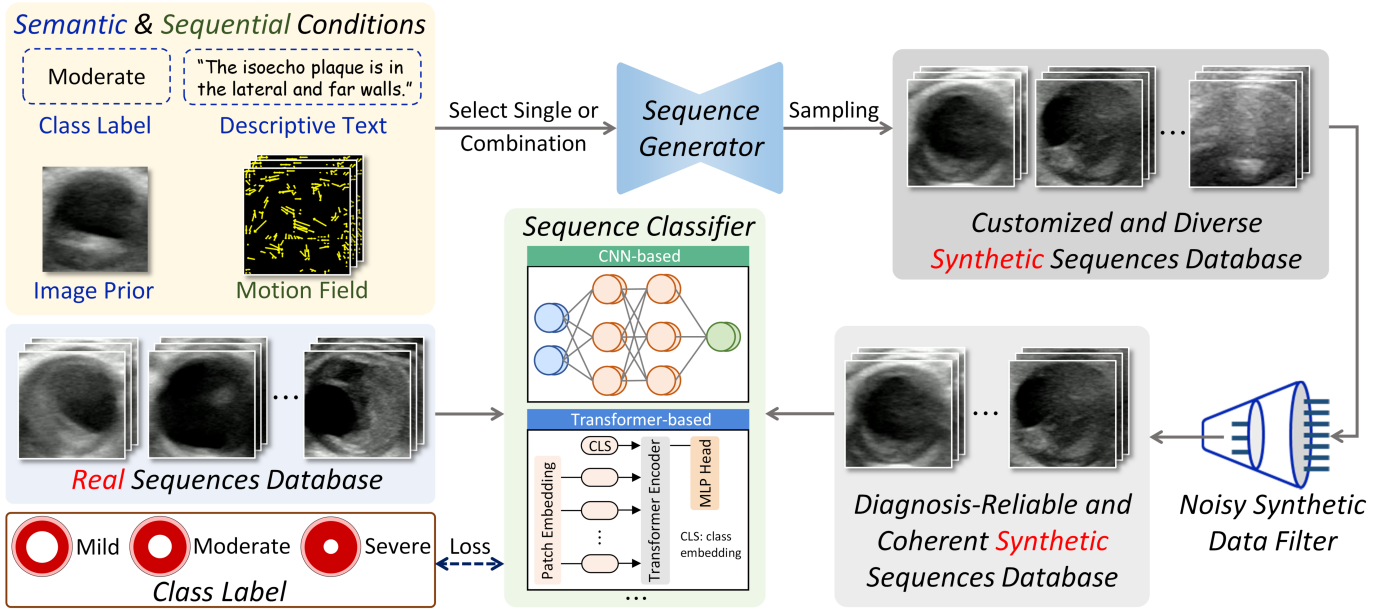 Semantic & Sequential Conditions
Moderate
“The isoecho plaque is in
the lateral and far walls.”
Class Label
Descriptive Text
Image Prior
Motion Field
Select Single or
Combination
Sequence
Generator
Sampling
...
Customized and Diverse
Synthetic Sequences Database
Noisy Synthetic
Data Filter
...
Diagnosis-Reliable and
Coherent Synthetic
Sequences Database
Sequence Classifier
CNN-based
Transformer-based
Patch Embedding
CLS
...
Transformer Encoder
MLP Head
CLS: class
embedding
...
...
Real Sequences Database
Mild
Moderate
Severe
Class Label
Loss